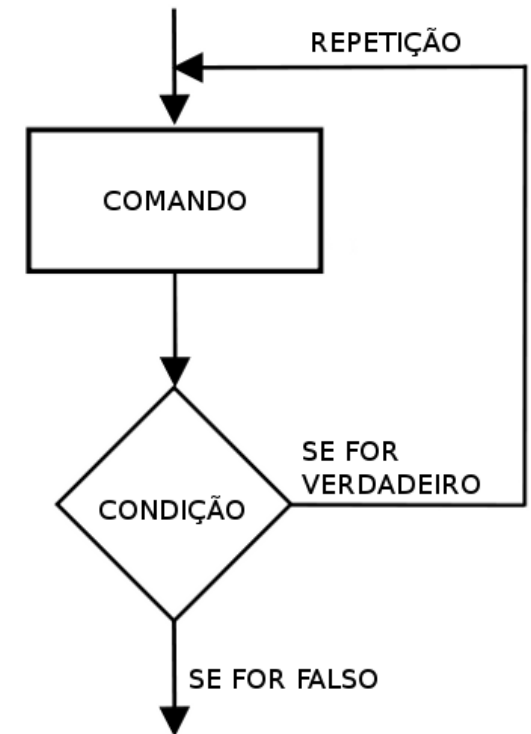 REPETIÇÃO
COMANDO
SE FOR
VERDADEIRO
CONDIÇÃO
SE FOR FALSO